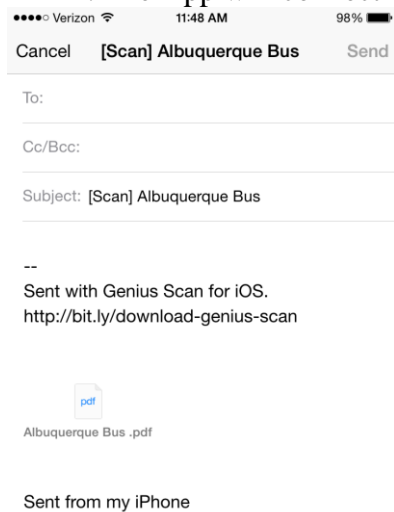 Verizon 11:48 AM 98%
Cancel [Scan] Albuquerque Bus Send
To:
Cc/Bcc:
Subject: [Scan] Albuquerque Bus
--
Sent with Genius Scan for iOS.
http://bit.ly/download-genius-scan
pdf
Albuquerque Bus .pdf
Sent from my iPhone